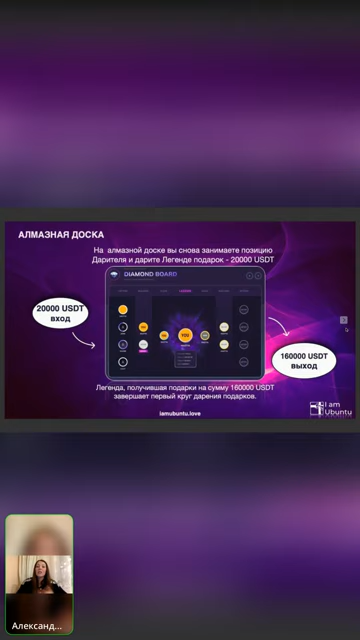 АЛМАЗНАЯ ДОСКА
На алмазной доске вы снова занимаете позицию
Дарителя и дарите Легенде подарок - 20000 USDT
DIAMOND BOARD
20000 USDT
вход
YOU
160000 USDT
выход
Легенда, получившая подарки на сумму 160000 USDT
завершает первый круг дарения подарков.
iamubuntu.love
I am
Ubuntu
Александ...